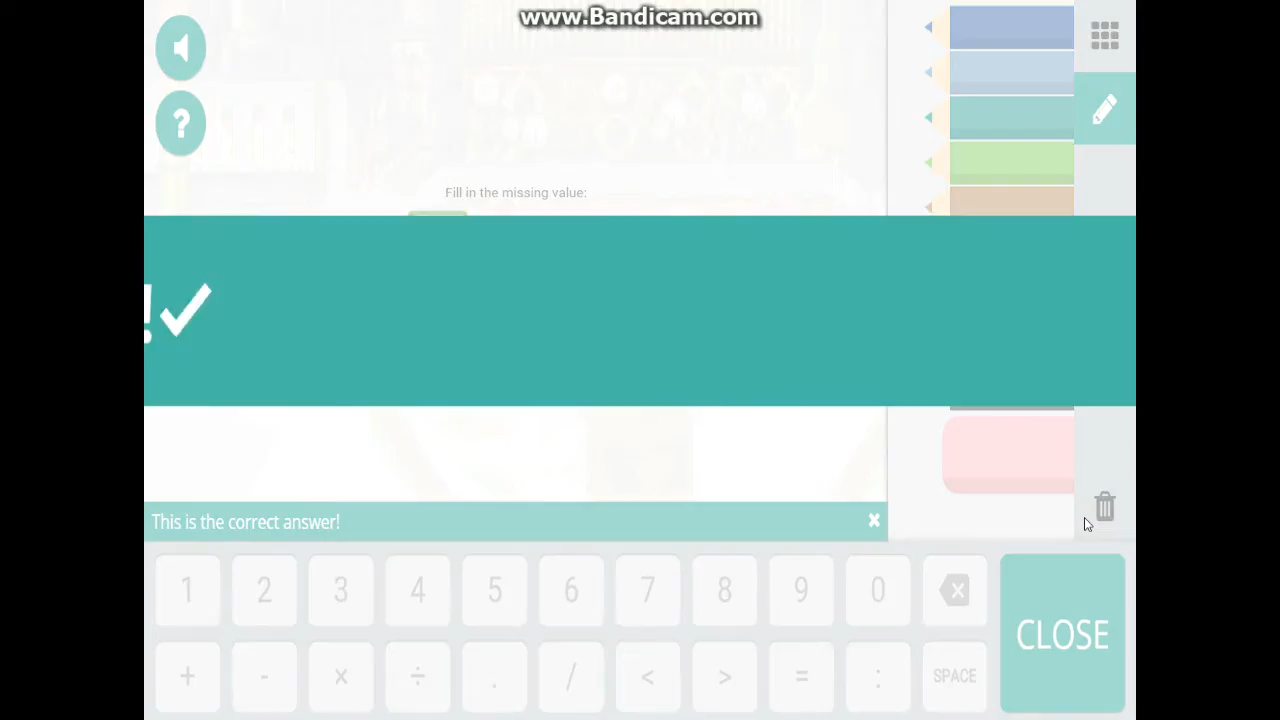 www.Bandicam.com
?
Fill in the missing value:
!
This is the correct answer!
1 2 3 4 5 6 7 8 9 0
CLOSE
+ - × ÷ . / < > = : SPACE